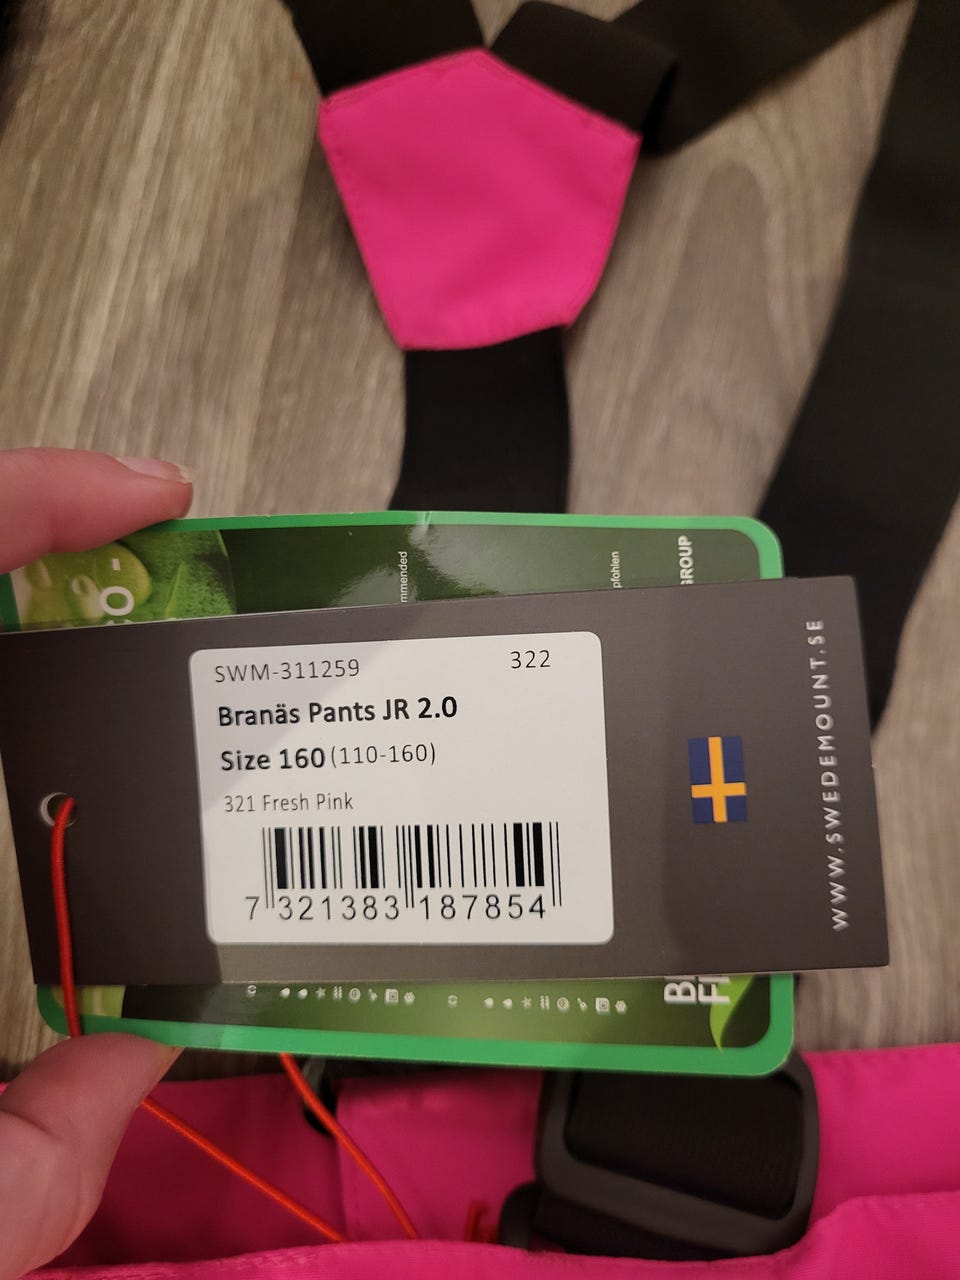 SWM-311259 322
Branäs Pants JR 2.0
Size 160 (110-160)
321 Fresh Pink
7 321383 187854
WWW.SWEDEMOUNT.SE
GROUP